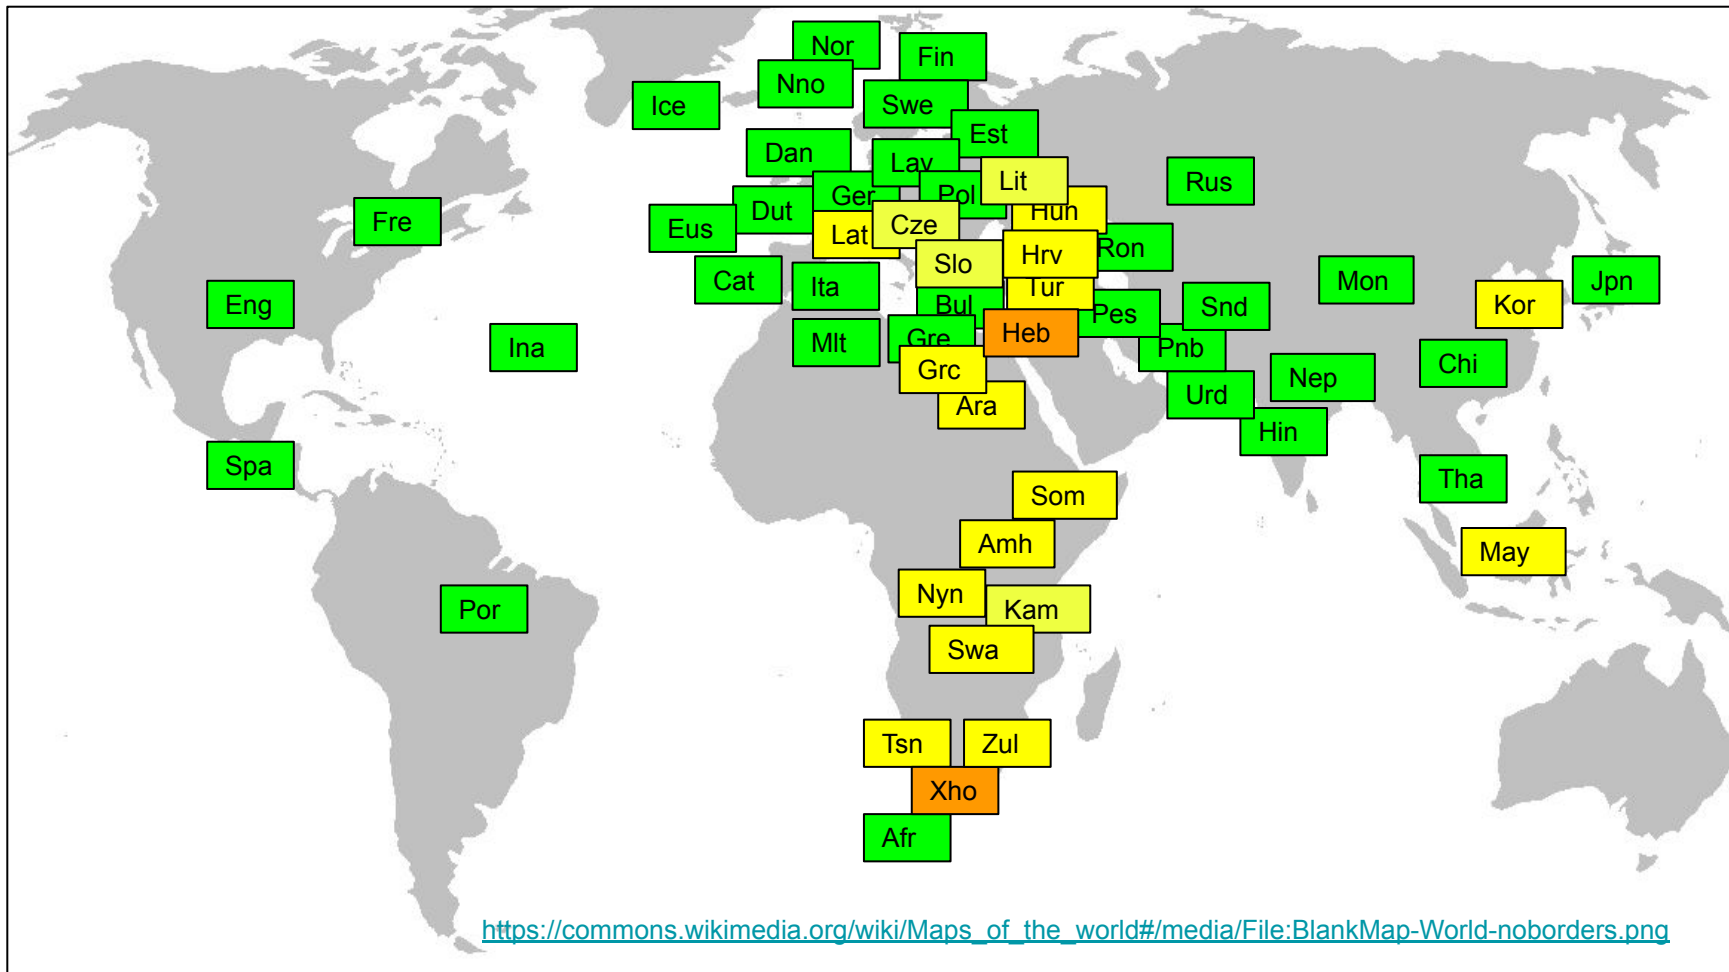 Nor
Fin
Nno
Ice
Swe
Est
Dan
Lav
Lit
Rus
Ger
Pol
Dut
Hun
Fre
Eus
Lat
Cze
Hrv
Ron
Slo
Cat
Ita
Tur
Mon
Jpn
Eng
Bul
Pes
Snd
Kor
Ina
Mlt
Gre
Heb
Pnb
Chi
Grc
Nep
Urd
Ara
Hin
Spa
Tha
Som
Amh
May
Nyn
Kam
Por
Swa
Tsn
Zul
Xho
Afr
https://commons.wikimedia.org/wiki/Maps_of_the_world#/media/File:BlankMap-World-noborders.png